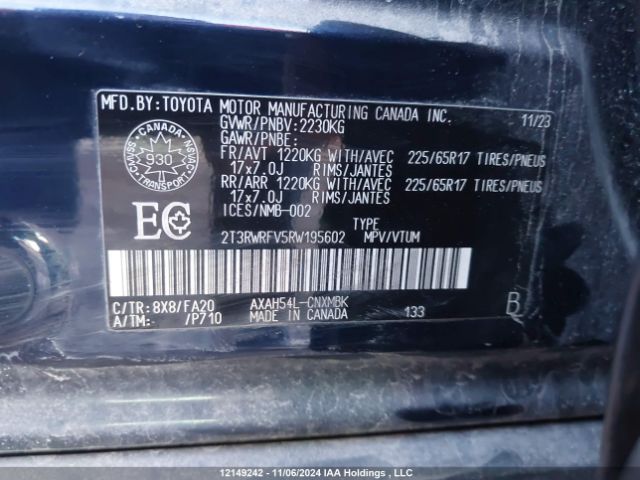 MFD.BY:TOYOTA MOTOR MANUFACTURING CANADA INC. 11/23
GVWR/PNBV:2230KG
GAWR/PNBE:
FR/AVT 1220KG WITH/AVEC 225/65R17 TIRES/PNEUS
17x7.0J RIMS/JANTES
RR/ARR 1220KG WITH/AVEC 225/65R17 TIRES/PNEUS
17x7.0J RIMS/JANTES
ICES/NMB-002
CANADA
CMVSS
NSVAC
930
TRANSPORT
EC
TYPE
2T3RWRFV5RW195602 MPV/VTUM
C/TR: 8X8/FA20 AXAH54L-CNXMBK B
A/TM:- /P710 MADE IN CANADA 133
12149242 - 11/06/2024 IAA Holdings , LLC